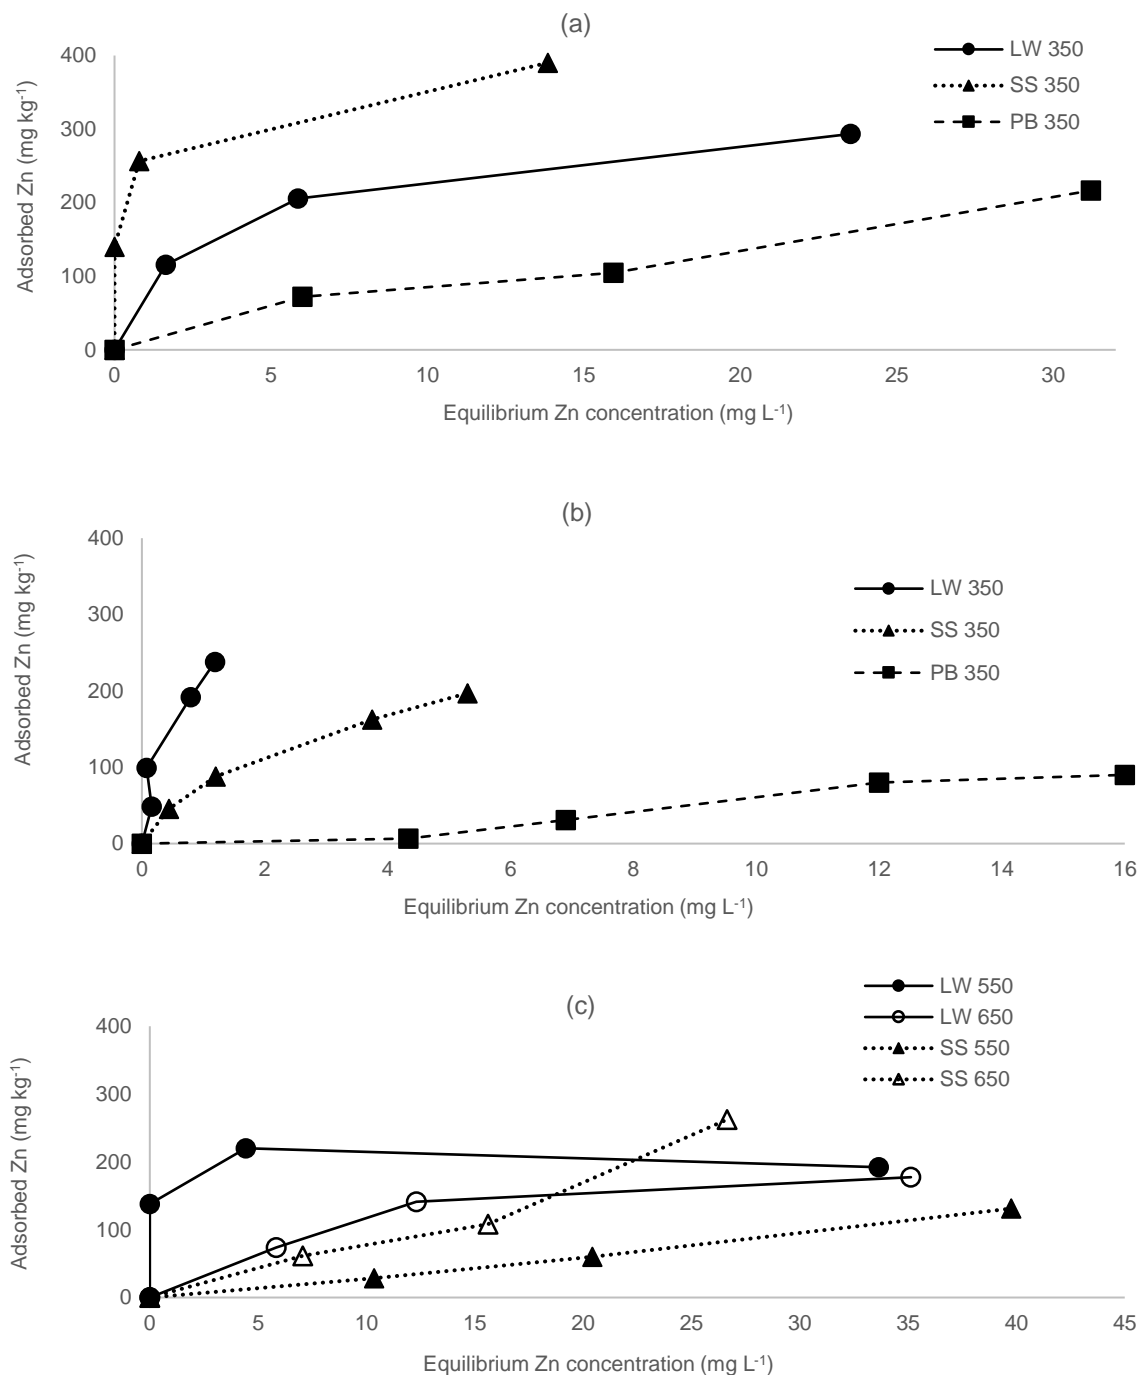 (a)
LW 350
SS 350
PB 350
400
300
200
100
0
Adsorbed Zn (mg kg⁻¹)
0 5 10 15 20 25 30
Equilibrium Zn concentration (mg L⁻¹)
(b)
LW 350
SS 350
PB 350
400
300
200
100
0
Adsorbed Zn (mg kg⁻¹)
0 2 4 6 8 10 12 14 16
Equilibrium Zn concentration (mg L⁻¹)
(c)
LW 550
LW 650
SS 550
SS 650
400
300
200
100
0
Adsorbed Zn (mg kg⁻¹)
0 5 10 15 20 25 30 35 40 45
Equilibrium Zn concentration (mg L⁻¹)